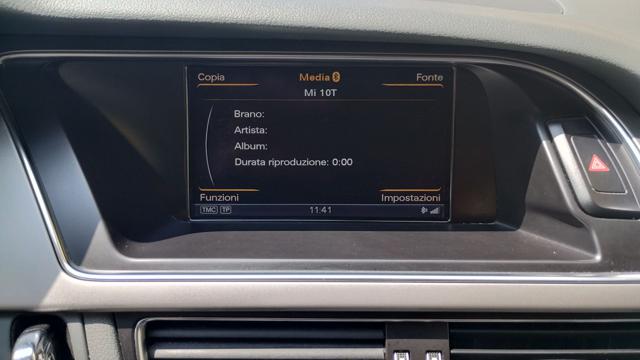 Copia Media Fonte
Mi 10T
Brano:
Artista:
Album:
Durata riproduzione: 0:00
Funzioni Impostazioni
TMC TP 11:41